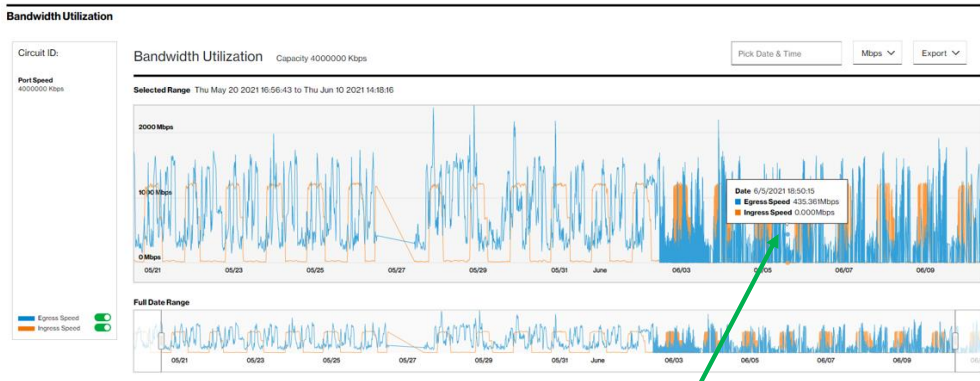 Bandwidth Utilization
Circuit ID:
Port Speed
4000000 Kbps
Egress Speed
Ingress Speed
Bandwidth Utilization Capacity 4000000 Kbps
Pick Date & Time
Mbps
Export
Selected Range Thu May 20 2021 16:56:43 to Thu Jun 10 2021 14:18:16
2000 Mbps
1000 Mbps
0 Mbps
Date 6/5/2021 18:50:15
Egress Speed 435.361Mbps
Ingress Speed 0.000Mbps
05/21 05/23 05/25 05/27 05/29 05/31 June 06/03 06/05 06/07 06/09
Full Date Range
05/21 05/23 05/25 05/27 05/29 05/31 June 06/03 06/05 06/07 06/09